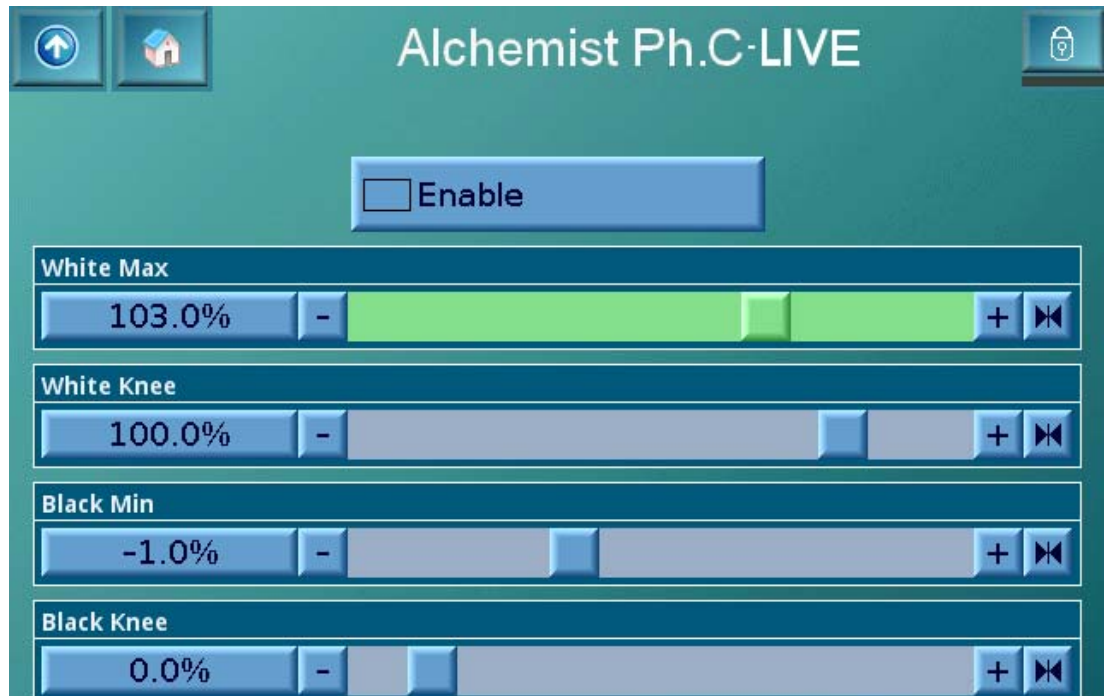 Alchemist Ph.C-LIVE
Enable
White Max
103.0% - +
White Knee
100.0% - +
Black Min
-1.0% - +
Black Knee
0.0% - +